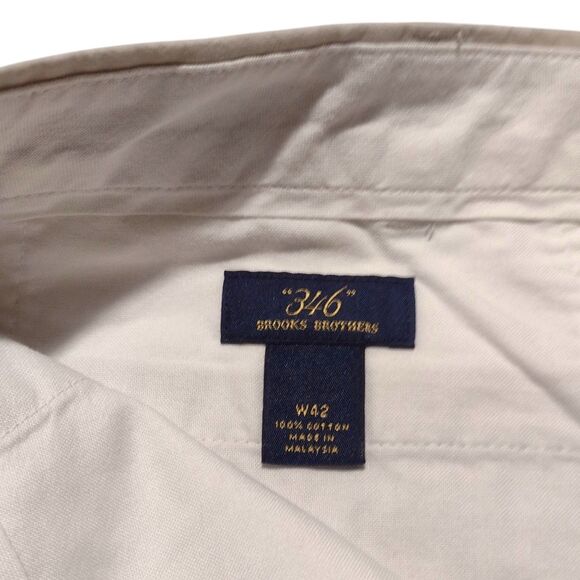 "346"
BROOKS BROTHERS
W42
100% COTTON
MADE IN
MALAYSIA